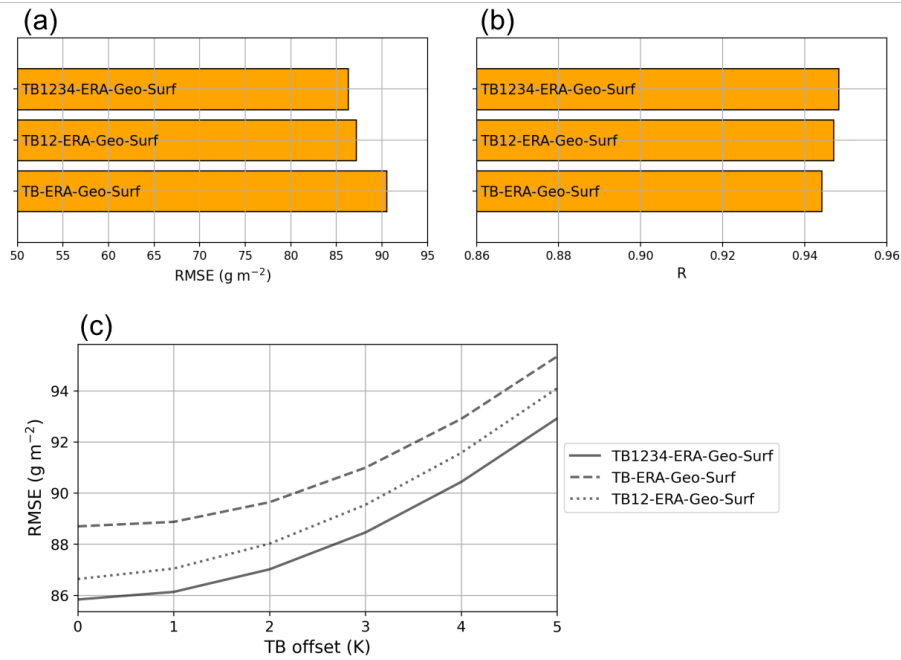 (a)
TB1234-ERA-Geo-Surf
TB12-ERA-Geo-Surf
TB-ERA-Geo-Surf
50 55 60 65 70 75 80 85 90 95
RMSE (g m⁻²)
(b)
TB1234-ERA-Geo-Surf
TB12-ERA-Geo-Surf
TB-ERA-Geo-Surf
0.86 0.88 0.90 0.92 0.94 0.96
R
(c)
RMSE (g m⁻²)
94
92
90
88
86
0 1 2 3 4 5
TB offset (K)
TB1234-ERA-Geo-Surf
TB-ERA-Geo-Surf
TB12-ERA-Geo-Surf